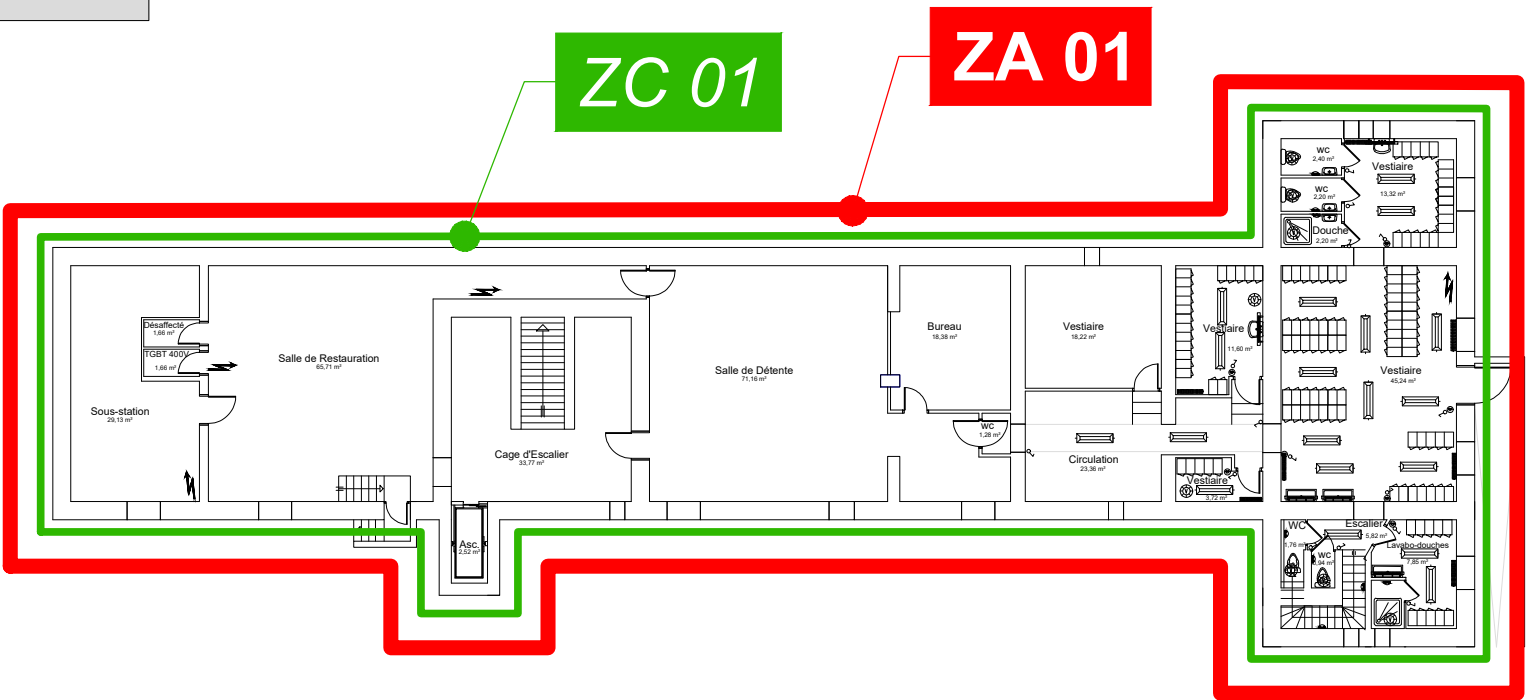 ZC 01
ZA 01
WC
2,40 m²
Vestiaire
13,32 m²
WC
2,20 m²
Douche
2,20 m²
Désaffecté
1,66 m²
TGBT 400V
1,66 m²
Sous-station
29,13 m²
Salle de Restauration
65,71 m²
Cage d'Escalier
33,77 m²
Asc.
2,52 m²
Salle de Détente
71,16 m²
Bureau
18,38 m²
WC
1,28 m²
Vestiaire
18,22 m²
Circulation
23,36 m²
Vestiaire
11,60 m²
Vestiaire
3,72 m²
Vestiaire
45,24 m²
WC
1,76 m²
WC
Escalier
5,82 m²
Lavabo-douches
7,85 m²